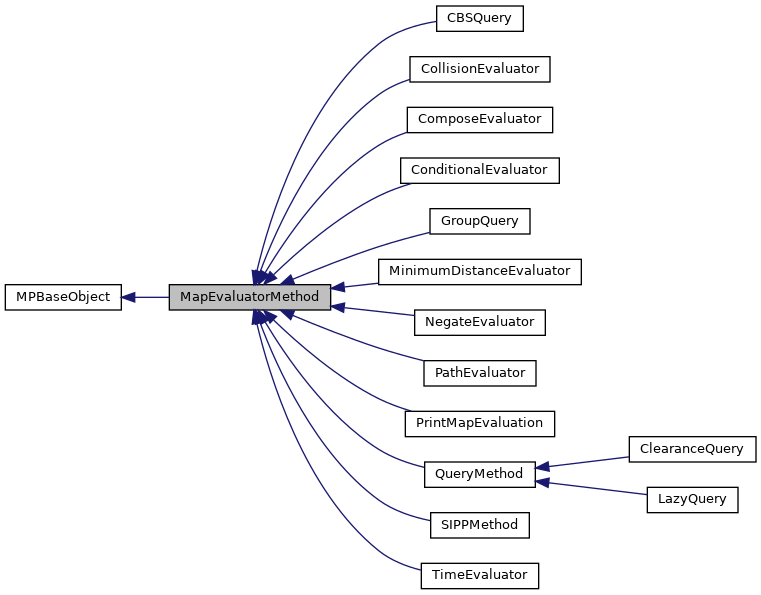 CBSQuery
CollisionEvaluator
ComposeEvaluator
ConditionalEvaluator
GroupQuery
MinimumDistanceEvaluator
MPBaseObject
MapEvaluatorMethod
NegateEvaluator
PathEvaluator
PrintMapEvaluation
ClearanceQuery
QueryMethod
LazyQuery
SIPPMethod
TimeEvaluator